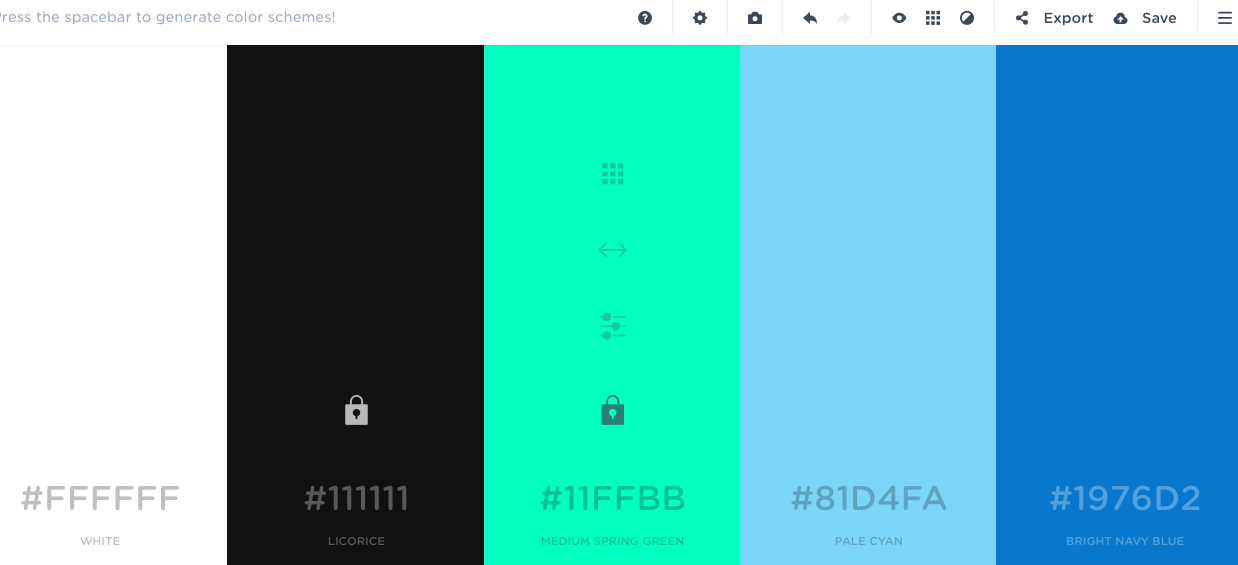 Press the spacebar to generate color schemes!
Export
Save
#FFFFFF
WHITE
#111111
LICORICE
#11FFBB
MEDIUM SPRING GREEN
#81D4FA
PALE CYAN
#1976D2
BRIGHT NAVY BLUE